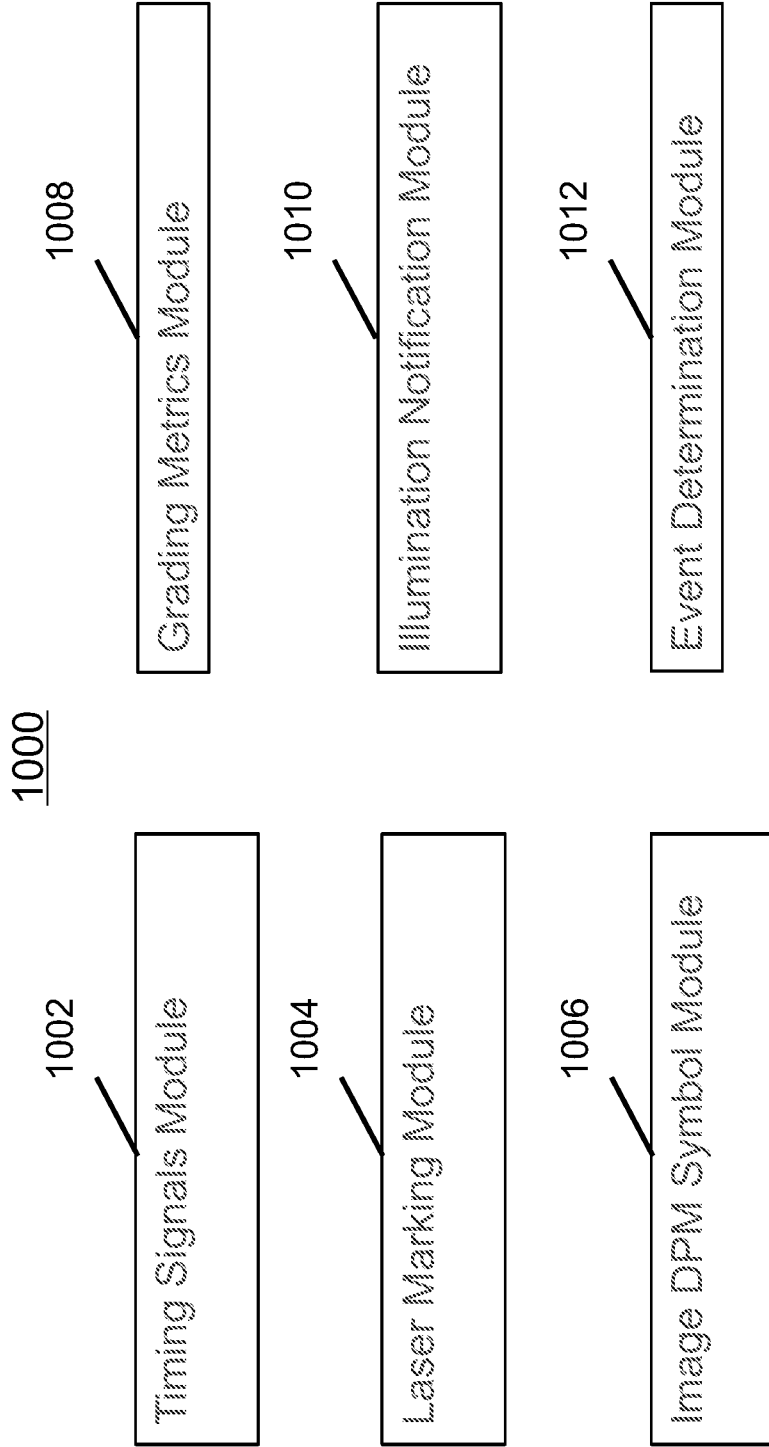 1000
1002
Timing Signals Module
1004
Laser Marking Module
1006
Image DPM Symbol Module
1008
Grading Metrics Module
1010
Illumination Notification Module
1012
Event Determination Module